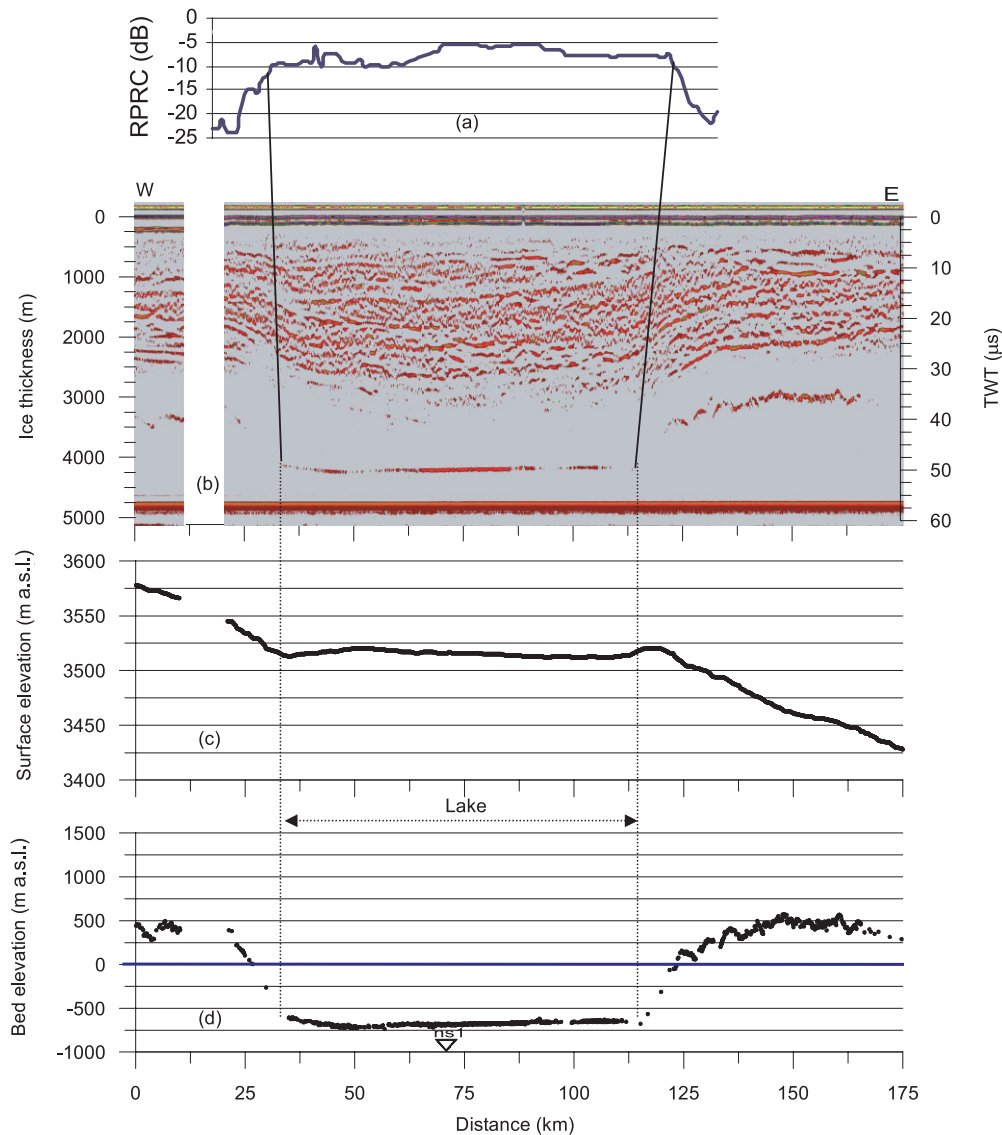 0
-5
-10
-15
-20
-25
RPRC (dB)
(a)
W
E
0
1000
2000
3000
4000
5000
Ice thickness (m)
0
10
20
30
40
50
60
TWT (µs)
(b)
3600
3550
3500
3450
3400
Surface elevation (m a.s.l.)
(c)
Lake
1500
1000
500
0
-500
-1000
Bed elevation (m a.s.l.)
(d)
ns1
0
25
50
75
100
125
150
175
Distance (km)